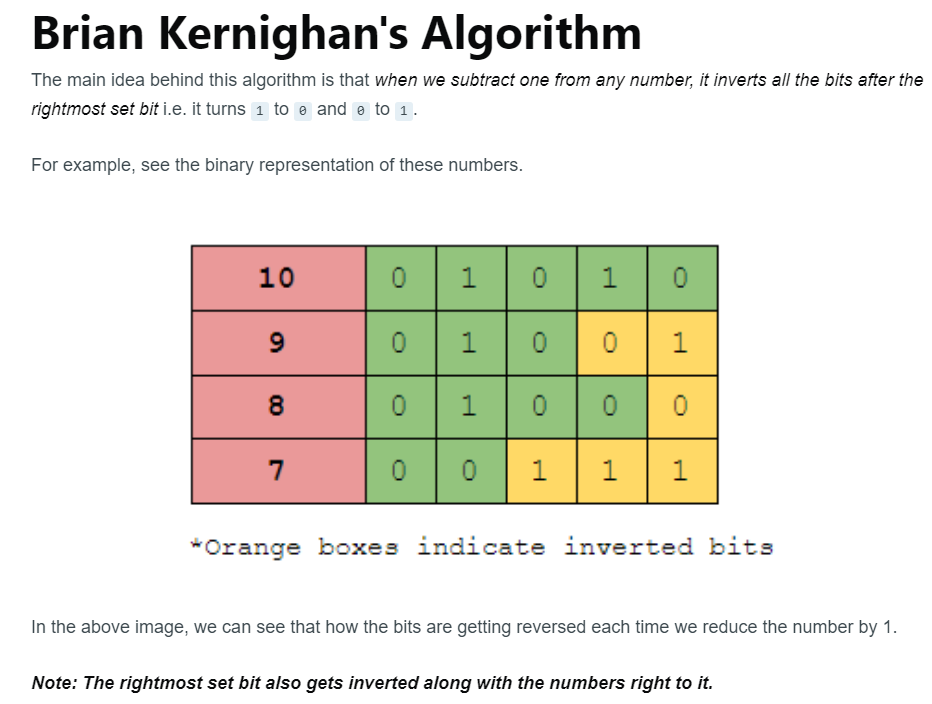 Brian Kernighan's Algorithm
The main idea behind this algorithm is that when we subtract one from any number, it inverts all the bits after the
rightmost set bit i.e. it turns 1 to 0 and 0 to 1.
For example, see the binary representation of these numbers.
10 0 1 0 1 0
9 0 1 0 0 1
8 0 1 0 0 0
7 0 0 1 1 1
*Orange boxes indicate inverted bits
In the above image, we can see that how the bits are getting reversed each time we reduce the number by 1.
Note: The rightmost set bit also gets inverted along with the numbers right to it.